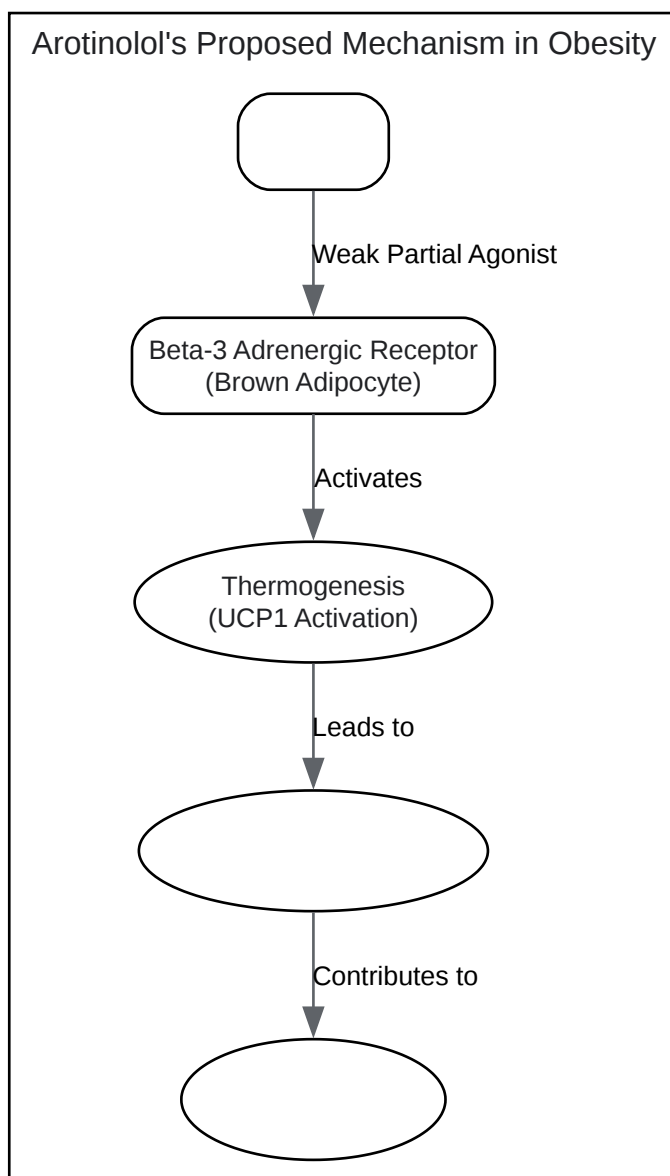 Arotinolol's Proposed Mechanism in Obesity
Weak Partial Agonist
Beta-3 Adrenergic Receptor
(Brown Adipocyte)
Activates
Thermogenesis
(UCP1 Activation)
Leads to
Contributes to